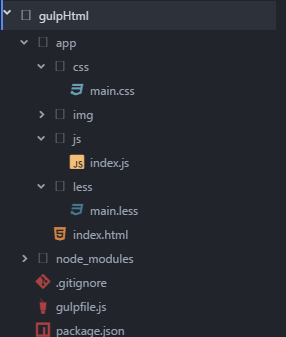 gulpHtml
app
css
main.css
img
js
JS index.js
less
main.less
index.html
node_modules
.gitignore
gulpfile.js
package.json